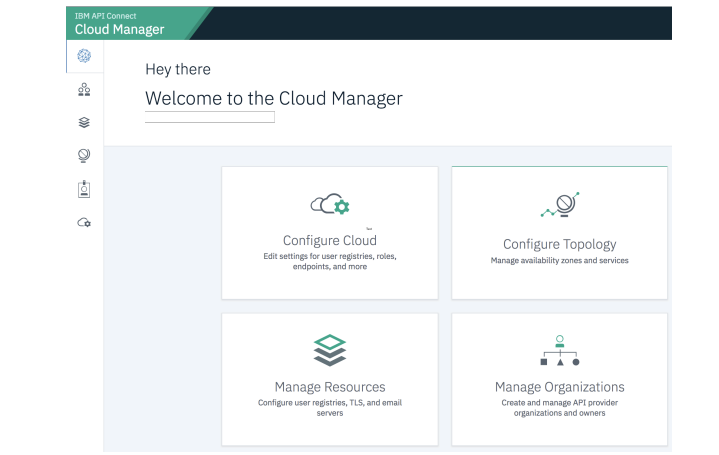 IBM API Connect
Cloud Manager
Hey there
Welcome to the Cloud Manager
Configure Cloud
Edit settings for user registries, roles,
endpoints, and more
Configure Topology
Manage availability zones and services
Manage Resources
Configure user registries, TLS, and email
servers
Manage Organizations
Create and manage API provider
organizations and owners